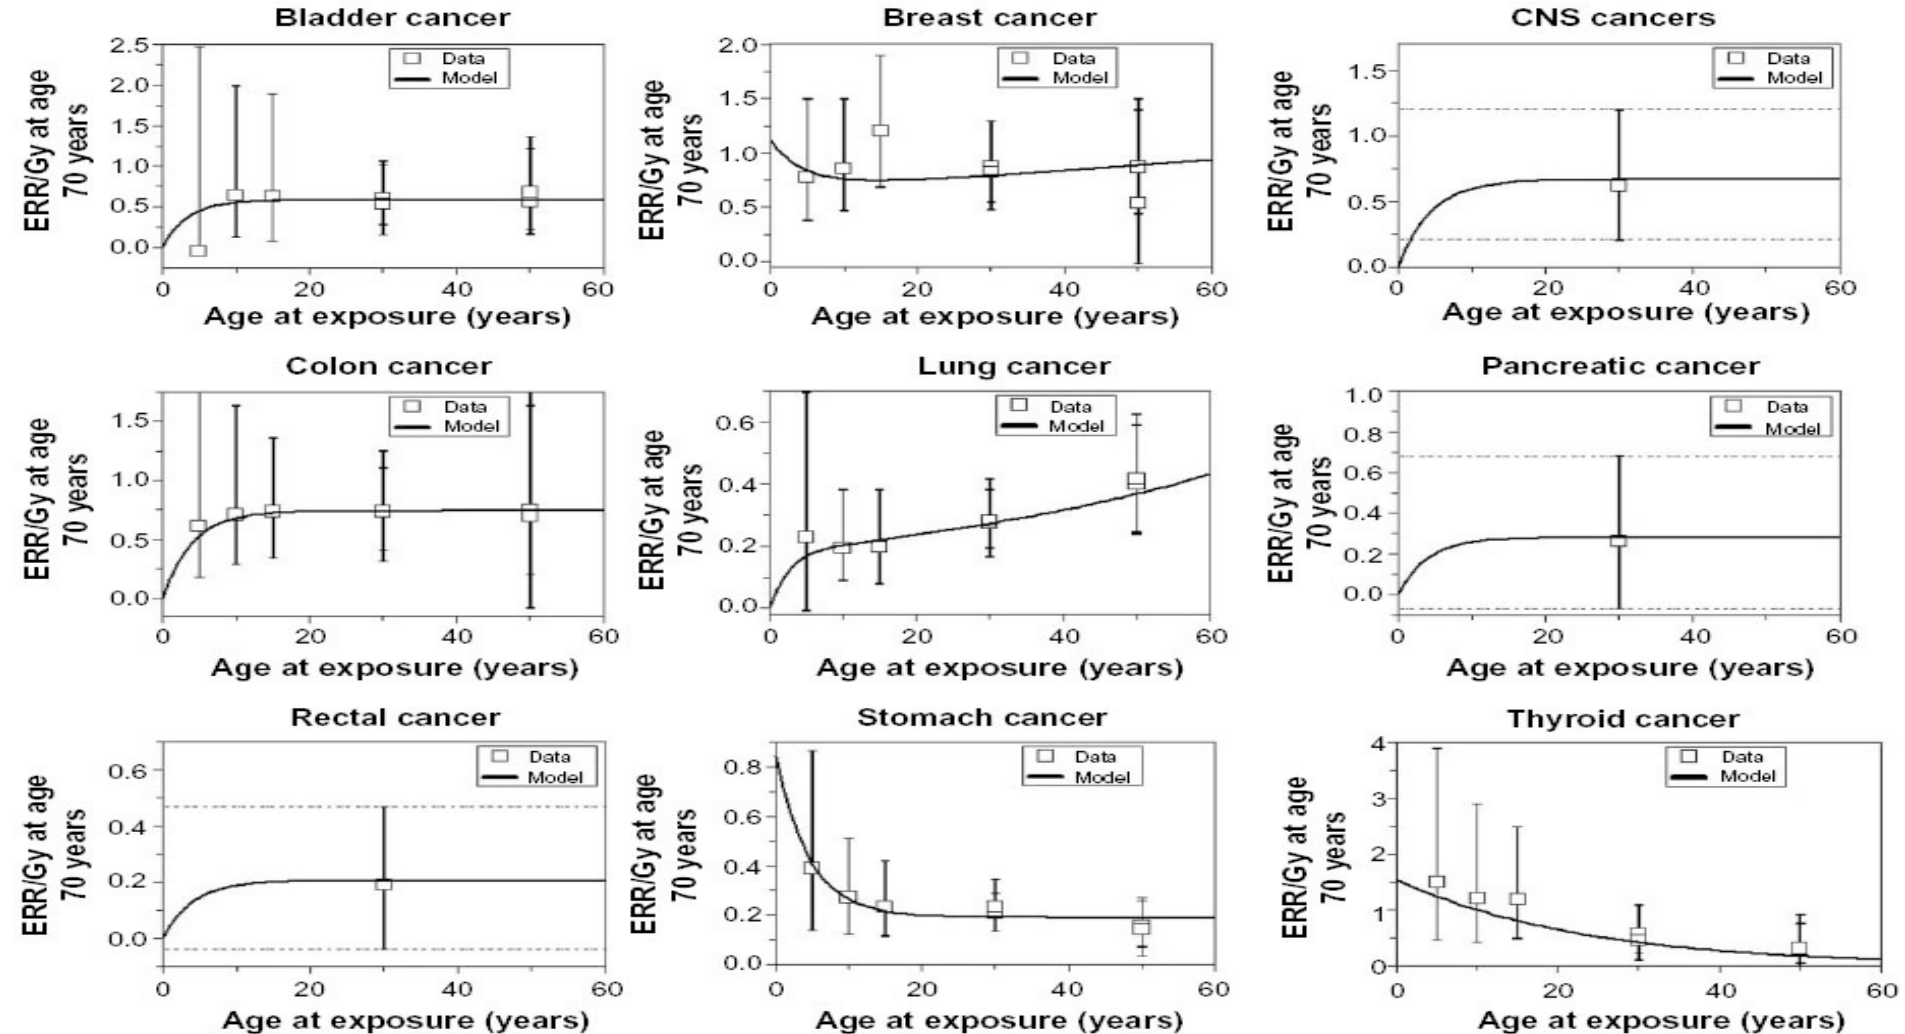 Bladder cancer
2.5
2.0
1.5
1.0
0.5
0.0
ERR/Gy at age
70 years
Data
Model
0 20 40 60
Age at exposure (years)
Breast cancer
2.0
1.5
1.0
0.5
0.0
ERR/Gy at age
70 years
Data
Model
0 20 40 60
Age at exposure (years)
CNS cancers
1.5
1.0
0.5
0.0
ERR/Gy at age
70 years
Data
Model
0 20 40 60
Age at exposure (years)
Colon cancer
1.5
1.0
0.5
0.0
ERR/Gy at age
70 years
Data
Model
0 20 40 60
Age at exposure (years)
Lung cancer
0.6
0.4
0.2
0.0
ERR/Gy at age
70 years
Data
Model
0 20 40 60
Age at exposure (years)
Pancreatic cancer
1.0
0.8
0.6
0.4
0.2
0.0
ERR/Gy at age
70 years
Data
Model
0 20 40 60
Age at exposure (years)
Rectal cancer
0.6
0.4
0.2
0.0
ERR/Gy at age
70 years
Data
Model
0 20 40 60
Age at exposure (years)
Stomach cancer
0.8
0.6
0.4
0.2
0.0
ERR/Gy at age
70 years
Data
Model
0 20 40 60
Age at exposure (years)
Thyroid cancer
4
3
2
1
0
ERR/Gy at age
70 years
Data
Model
0 20 40 60
Age at exposure (years)